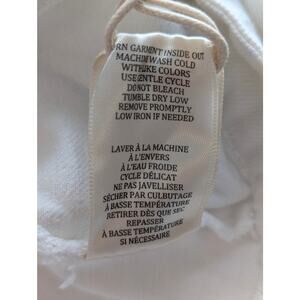 RN GARMENT INSIDE OUT
MACHINE WASH COLD
WITH LIKE COLORS
USE GENTLE CYCLE
DO NOT BLEACH
TUMBLE DRY LOW
REMOVE PROMPTLY
LOW IRON IF NEEDED
LAVER À LA MACHINE
À L'ENVERS
À L'EAU FROIDE
CYCLE DÉLICAT
NE PAS JAVELLISER
SÉCHER PAR CULBUTAGE
À BASSE TEMPÉRATURE
RETIRER DÈS QUE SEC
REPASSER
À BASSE TEMPÉRATURE
SI NÉCESSAIRE